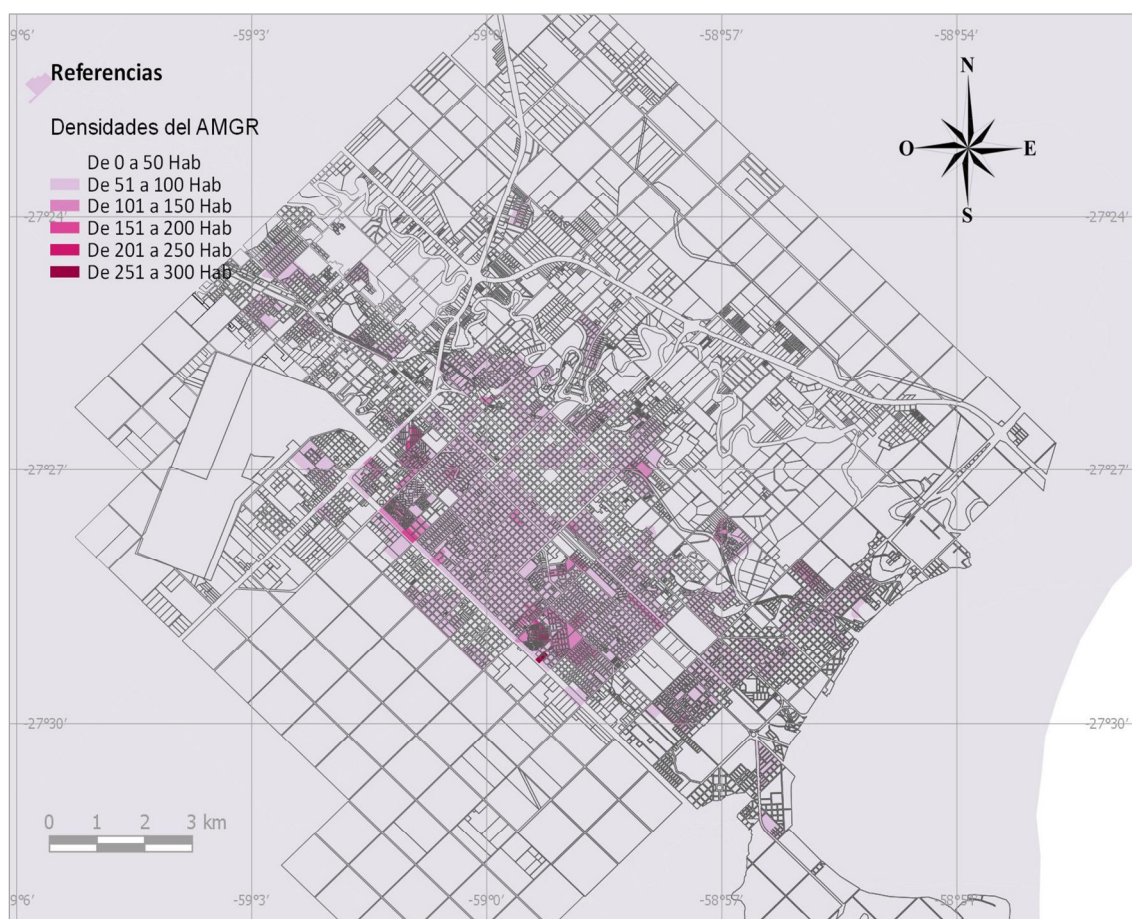 9°6′ -59°3′ -59°0′ -58°57′ -58°54′
Referencias
Densidades del AMGR
De 0 a 50 Hab
De 51 a 100 Hab
De 101 a 150 Hab
De 151 a 200 Hab
De 201 a 250 Hab
De 251 a 300 Hab
N
O E
S
-27°24′ -27°24′
-27°27′ -27°27′
-27°30′ -27°30′
0 1 2 3 km
9°6′ -59°3′ -59°0′ -58°57′ -58°54′